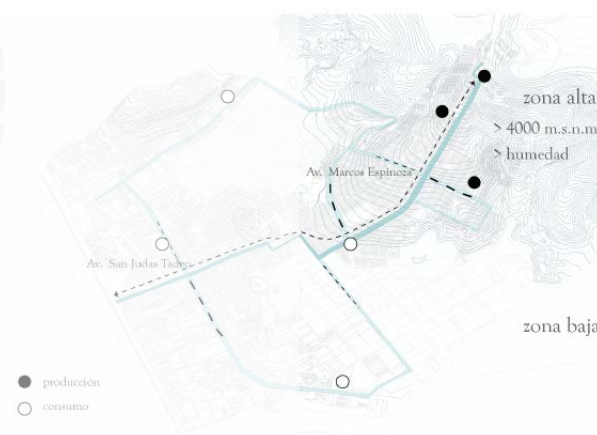 zona alta
> 4000 m.s.n.m
> humedad
Av. Marcos Espinoza
Av. San Judas Tadeo
zona baja
producción
consumo